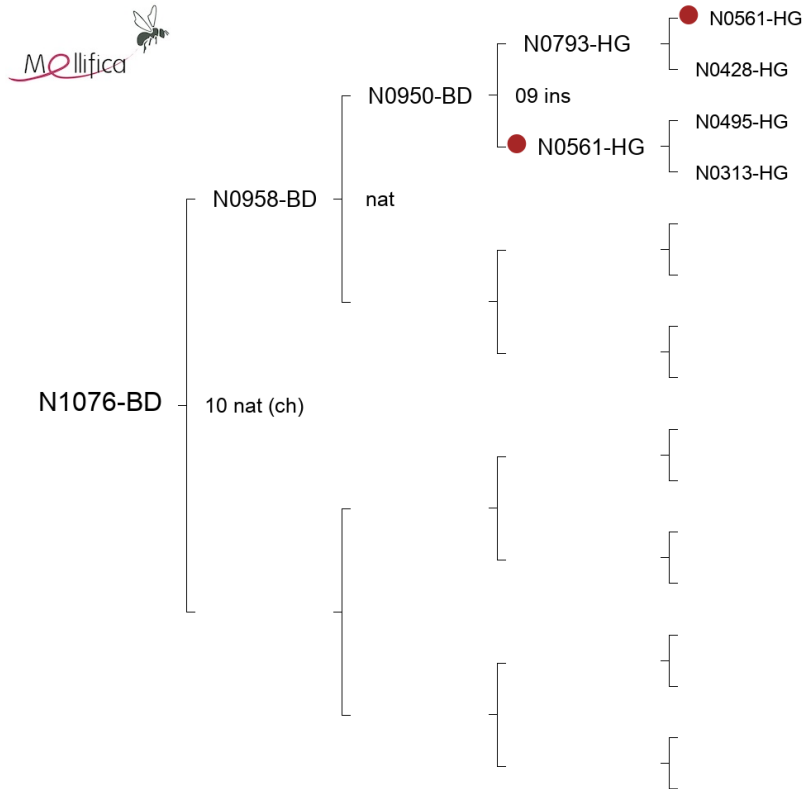 Mellifica
N0561-HG
N0793-HG
N0428-HG
N0950-BD
09 ins
N0495-HG
N0561-HG
N0313-HG
N0958-BD
nat
N1076-BD
10 nat (ch)